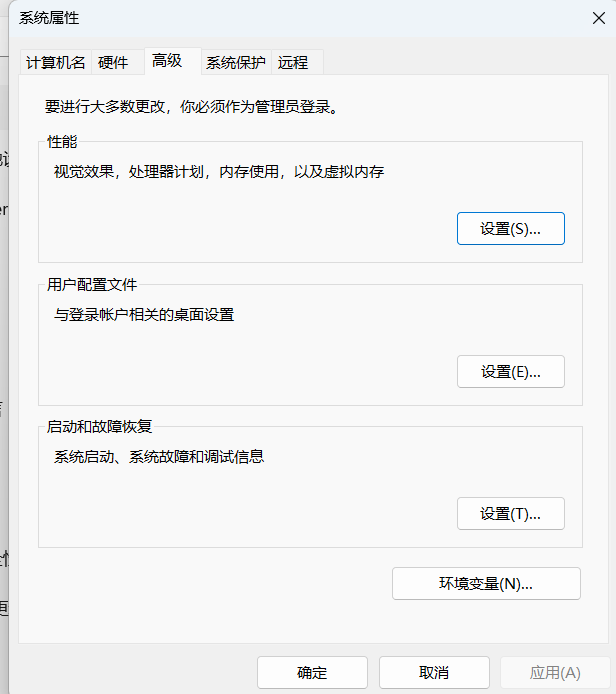 系统属性
计算机名 硬件 高级 系统保护 远程
要进行大多数更改，你必须作为管理员登录。
性能
视觉效果，处理器计划，内存使用，以及虚拟内存
设置(S)...
用户配置文件
与登录帐户相关的桌面设置
设置(E)...
启动和故障恢复
系统启动、系统故障和调试信息
设置(T)...
环境变量(N)...
确定 取消 应用(A)